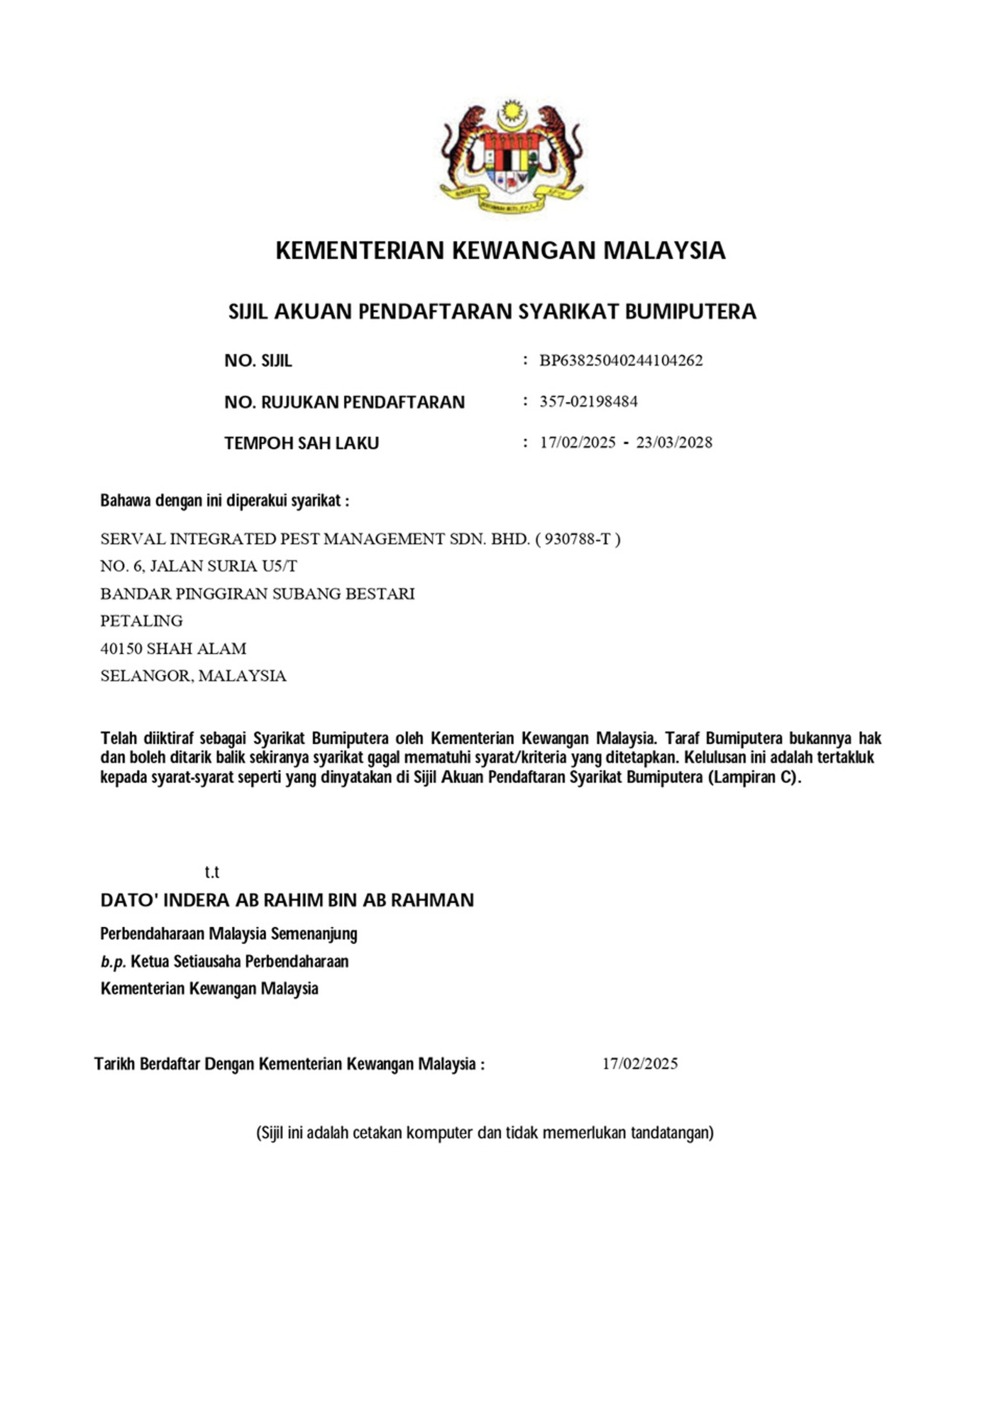 KEMENTERIAN KEWANGAN MALAYSIA
SIJIL AKUAN PENDAFTARAN SYARIKAT BUMIPUTERA
NO. SIJIL : BP63825040244104262
NO. RUJUKAN PENDAFTARAN : 357-02198484
TEMPOH SAH LAKU : 17/02/2025 - 23/03/2028
Bahawa dengan ini diperakui syarikat :
SERVAL INTEGRATED PEST MANAGEMENT SDN. BHD. ( 930788-T )
NO. 6, JALAN SURIA U5/T
BANDAR PINGGIRAN SUBANG BESTARI
PETALING
40150 SHAH ALAM
SELANGOR, MALAYSIA
Telah diiktiraf sebagai Syarikat Bumiputera oleh Kementerian Kewangan Malaysia. Taraf Bumiputera bukannya hak
dan boleh ditarik balik sekiranya syarikat gagal mematuhi syarat/kriteria yang ditetapkan. Kelulusan ini adalah tertakluk
kepada syarat-syarat seperti yang dinyatakan di Sijil Akuan Pendaftaran Syarikat Bumiputera (Lampiran C).
t.t
DATO' INDERA AB RAHIM BIN AB RAHMAN
Perbendaharaan Malaysia Semenanjung
b.p. Ketua Setiausaha Perbendaharaan
Kementerian Kewangan Malaysia
Tarikh Berdaftar Dengan Kementerian Kewangan Malaysia : 17/02/2025
(Sijil ini adalah cetakan komputer dan tidak memerlukan tandatangan)